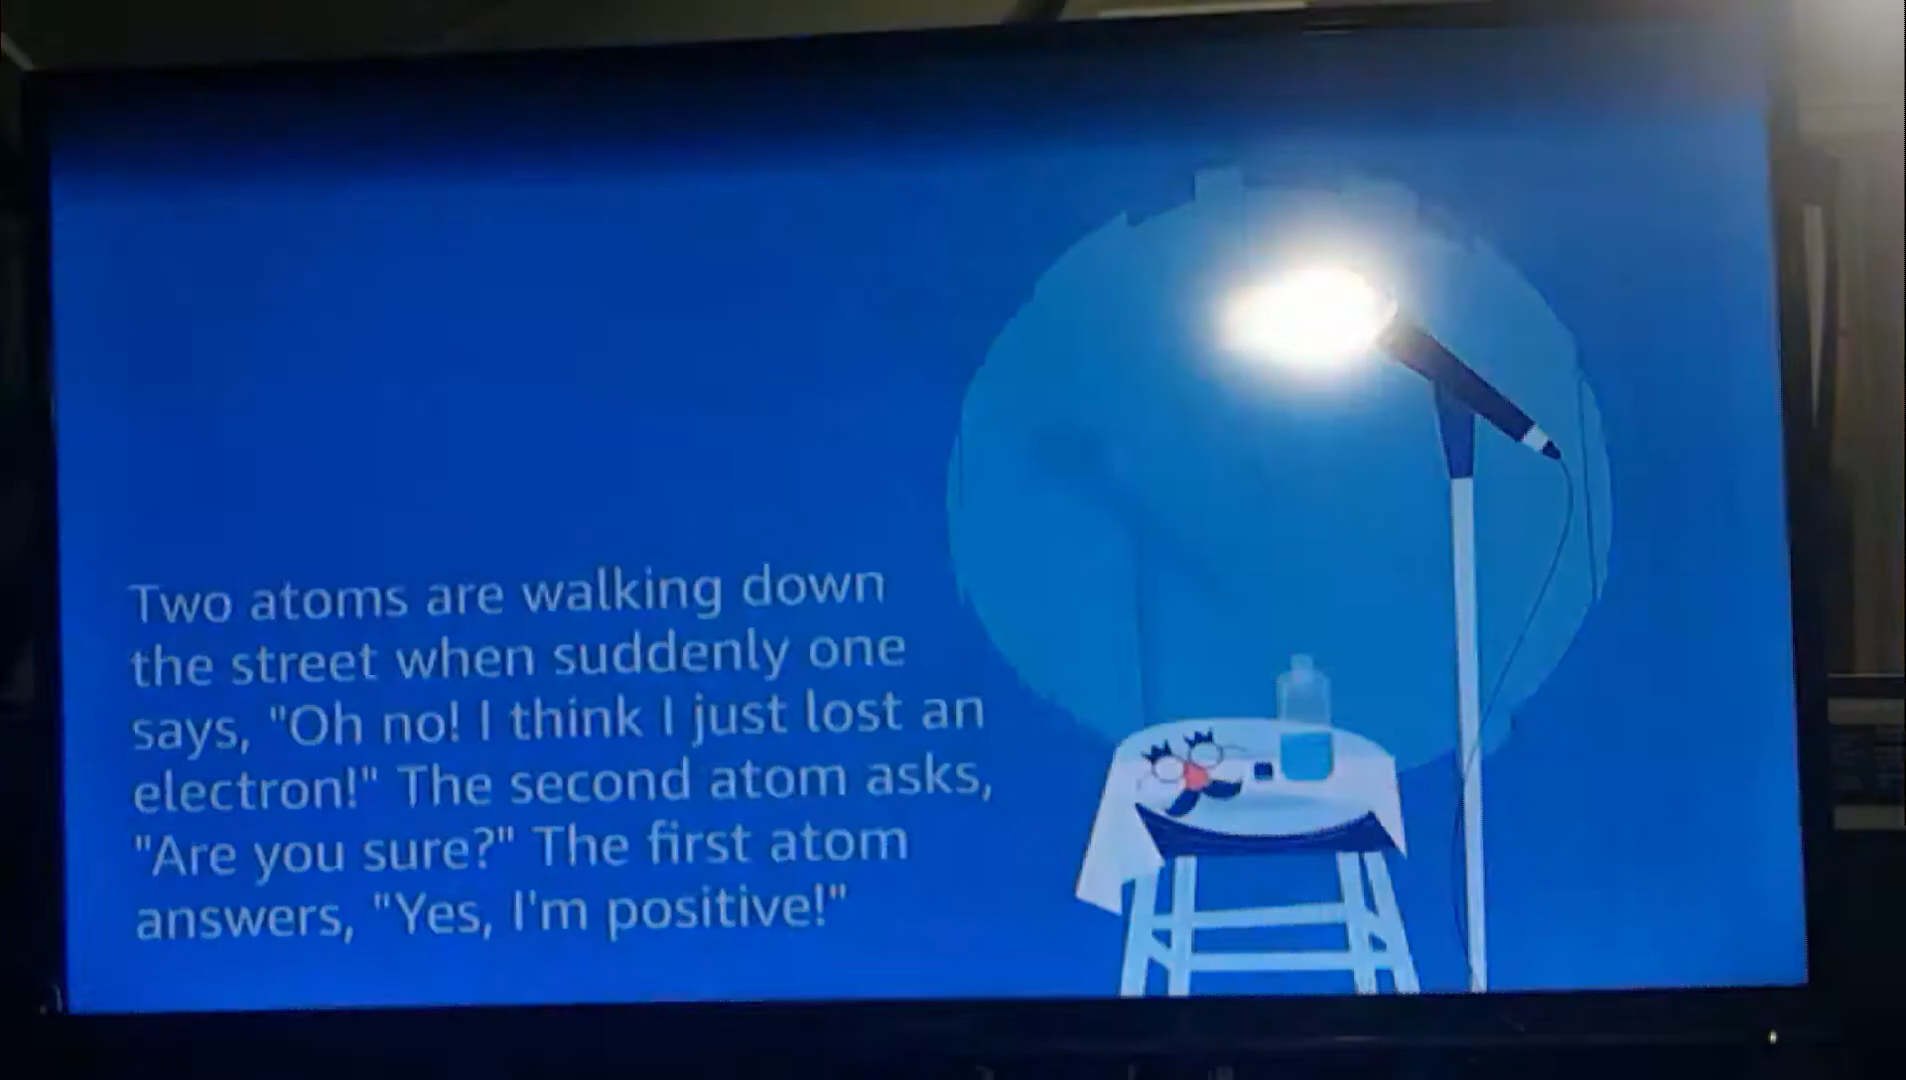 Two atoms are walking down
the street when suddenly one
says, "Oh no! I think I just lost an
electron!" The second atom asks,
"Are you sure?" The first atom
answers, "Yes, I'm positive!"